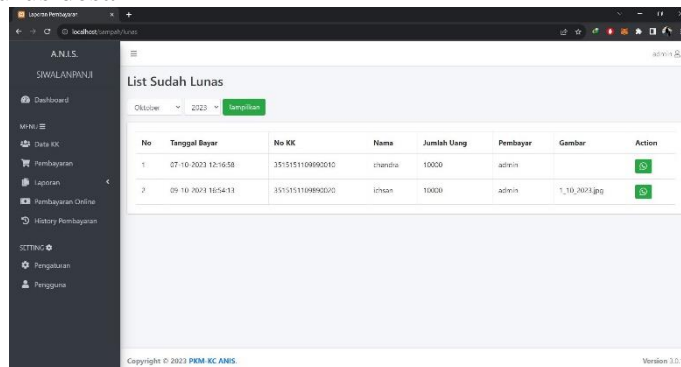 Laporan Pembayaran
localhost/sampah/lunas
A.N.I.S.
SIWALANPANJI
admin
Dashboard
MENU
Data KK
Pembayaran
Laporan
Pembayaran Online
History Pembayaran
SETTING
Pengaturan
Pengguna
List Sudah Lunas
Oktober 2023 Tampilkan
No Tanggal Bayar No KK Nama Jumlah Uang Pembayar Gambar Action
1 07-10-2023 12:16:58 3515151109990010 chandra 10000 admin
2 09-10-2023 16:54:13 3515151109890020 ichsan 10000 admin 1_10_2023.jpg
Copyright © 2023 PKM-KC ANIS. Version 3.0.